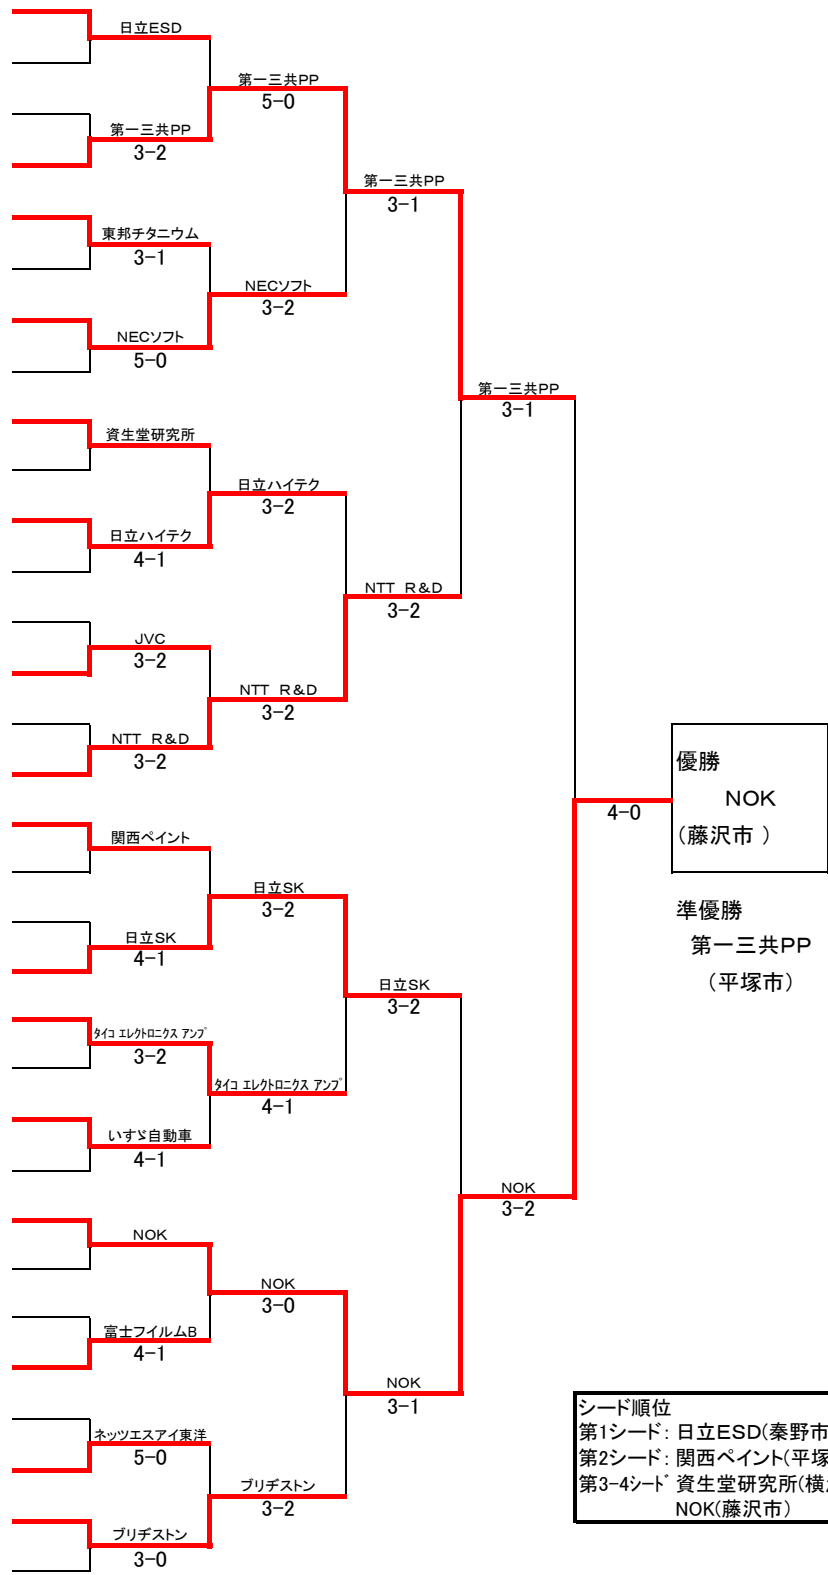 日立ESD
第一三共PP
5-0
第一三共PP
3-2
第一三共PP
3-1
東邦チタニウム
3-1
NECソフト
3-2
NECソフト
5-0
第一三共PP
3-1
資生堂研究所
日立ハイテク
3-2
日立ハイテク
4-1
NTT R&D
3-2
JVC
3-2
NTT R&D
3-2
NTT R&D
3-2
優勝
NOK
(藤沢市 )
4-0
関西ペイント
日立SK
3-2
準優勝
第一三共PP
(平塚市)
日立SK
4-1
日立SK
3-2
ﾀｲｺ ｴﾚｸﾄﾛﾆｸｽ ｱﾝﾌﾟ
3-2
ﾀｲｺ ｴﾚｸﾄﾛﾆｸｽ ｱﾝﾌﾟ
4-1
いすゞ自動車
4-1
NOK
3-2
NOK
NOK
3-0
富士フイルムB
4-1
NOK
3-1
シード順位
第1シード: 日立ESD(秦野市
第2シード: 関西ペイント(平塚
第3-4ｼｰﾄﾞ 資生堂研究所(横
NOK(藤沢市)
ネッツエスアイ東洋
5-0
ブリヂストン
3-2
ブリヂストン
3-0